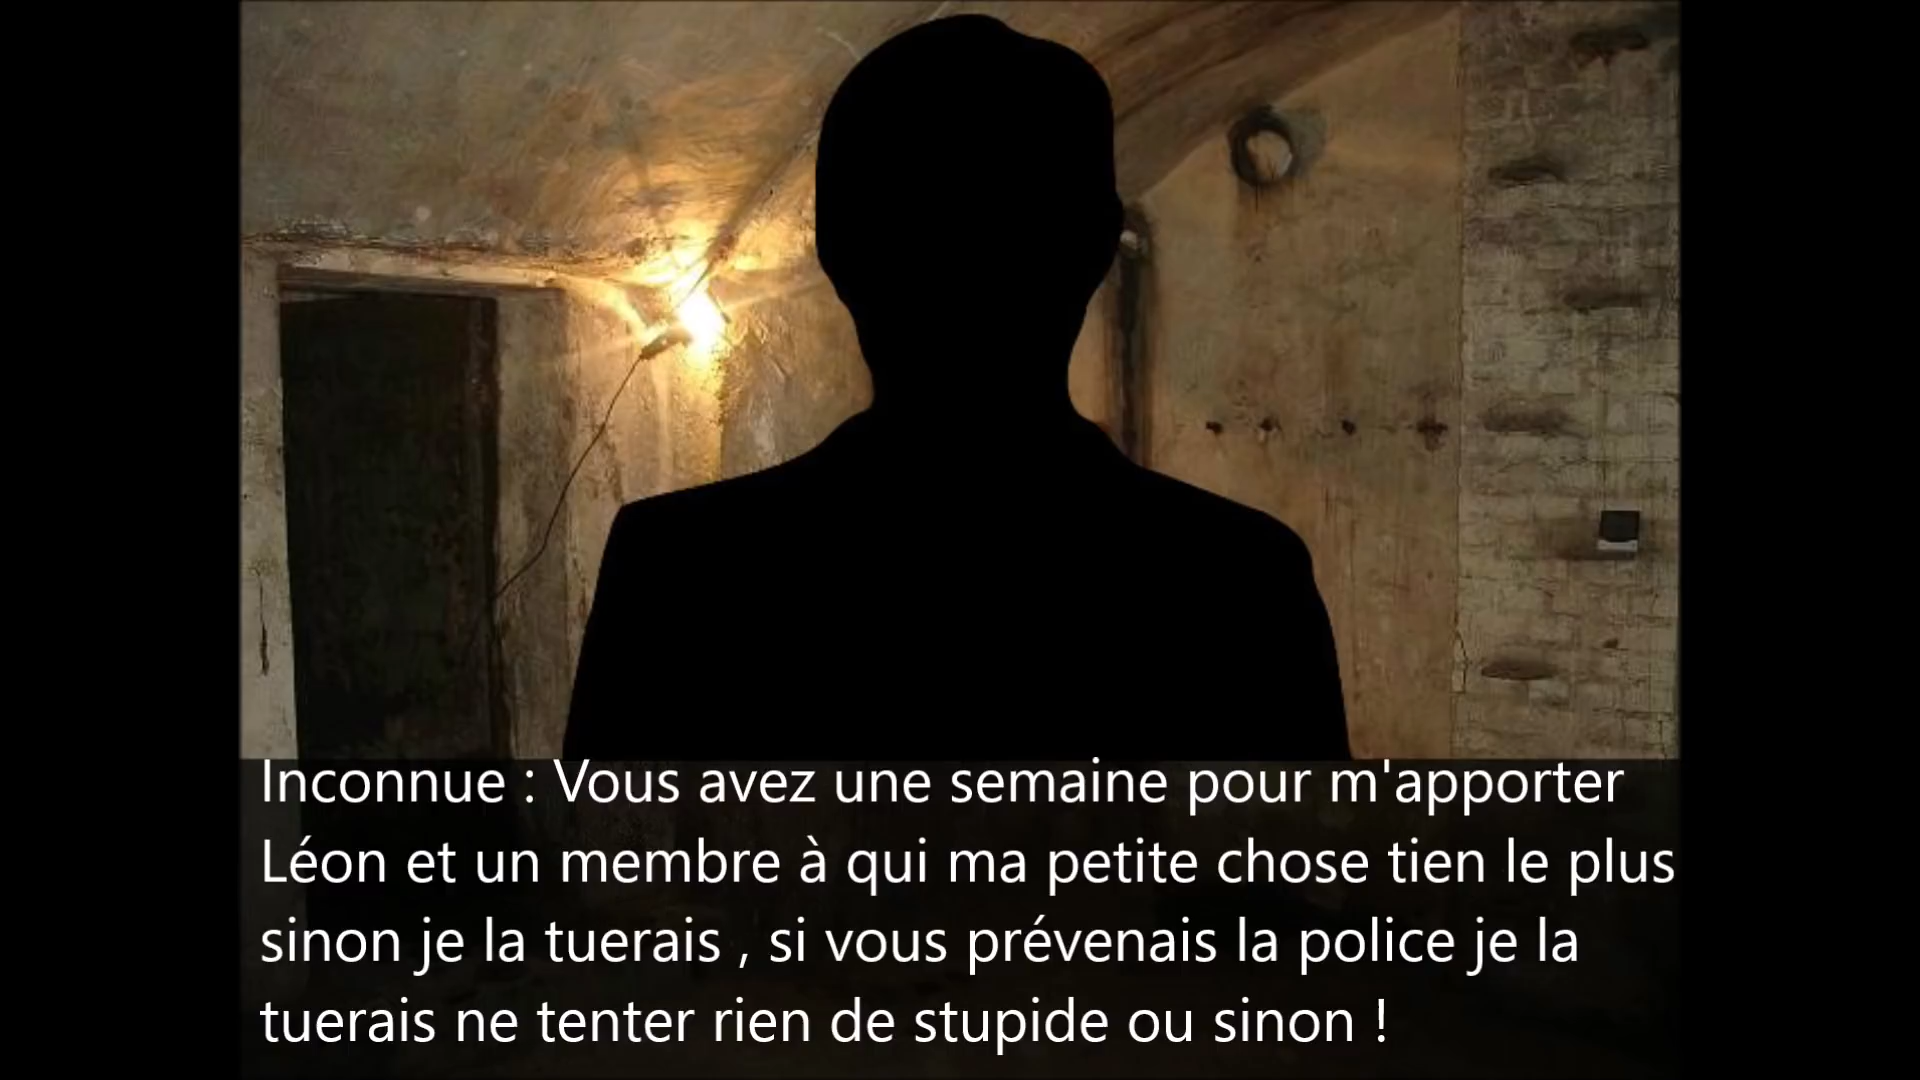 Inconnue : Vous avez une semaine pour m'apporter
Léon et un membre à qui ma petite chose tien le plus
sinon je la tuerais , si vous prévenais la police je la
tuerais ne tenter rien de stupide ou sinon !